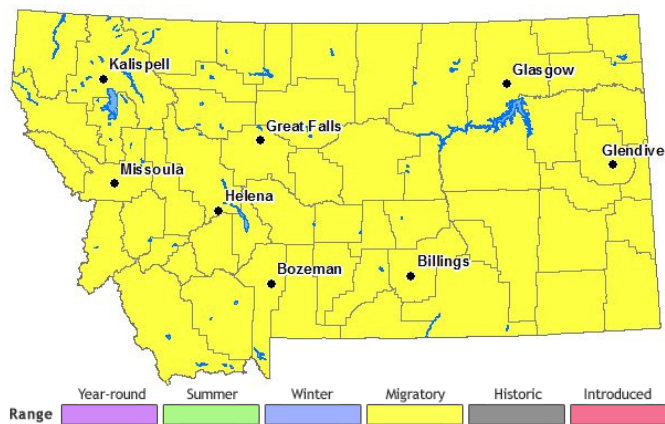 Kalispell
Glasgow
Great Falls
Glendive
Missoula
Helena
Bozeman
Billings
Range
Year-round
Summer
Winter
Migratory
Historic
Introduced